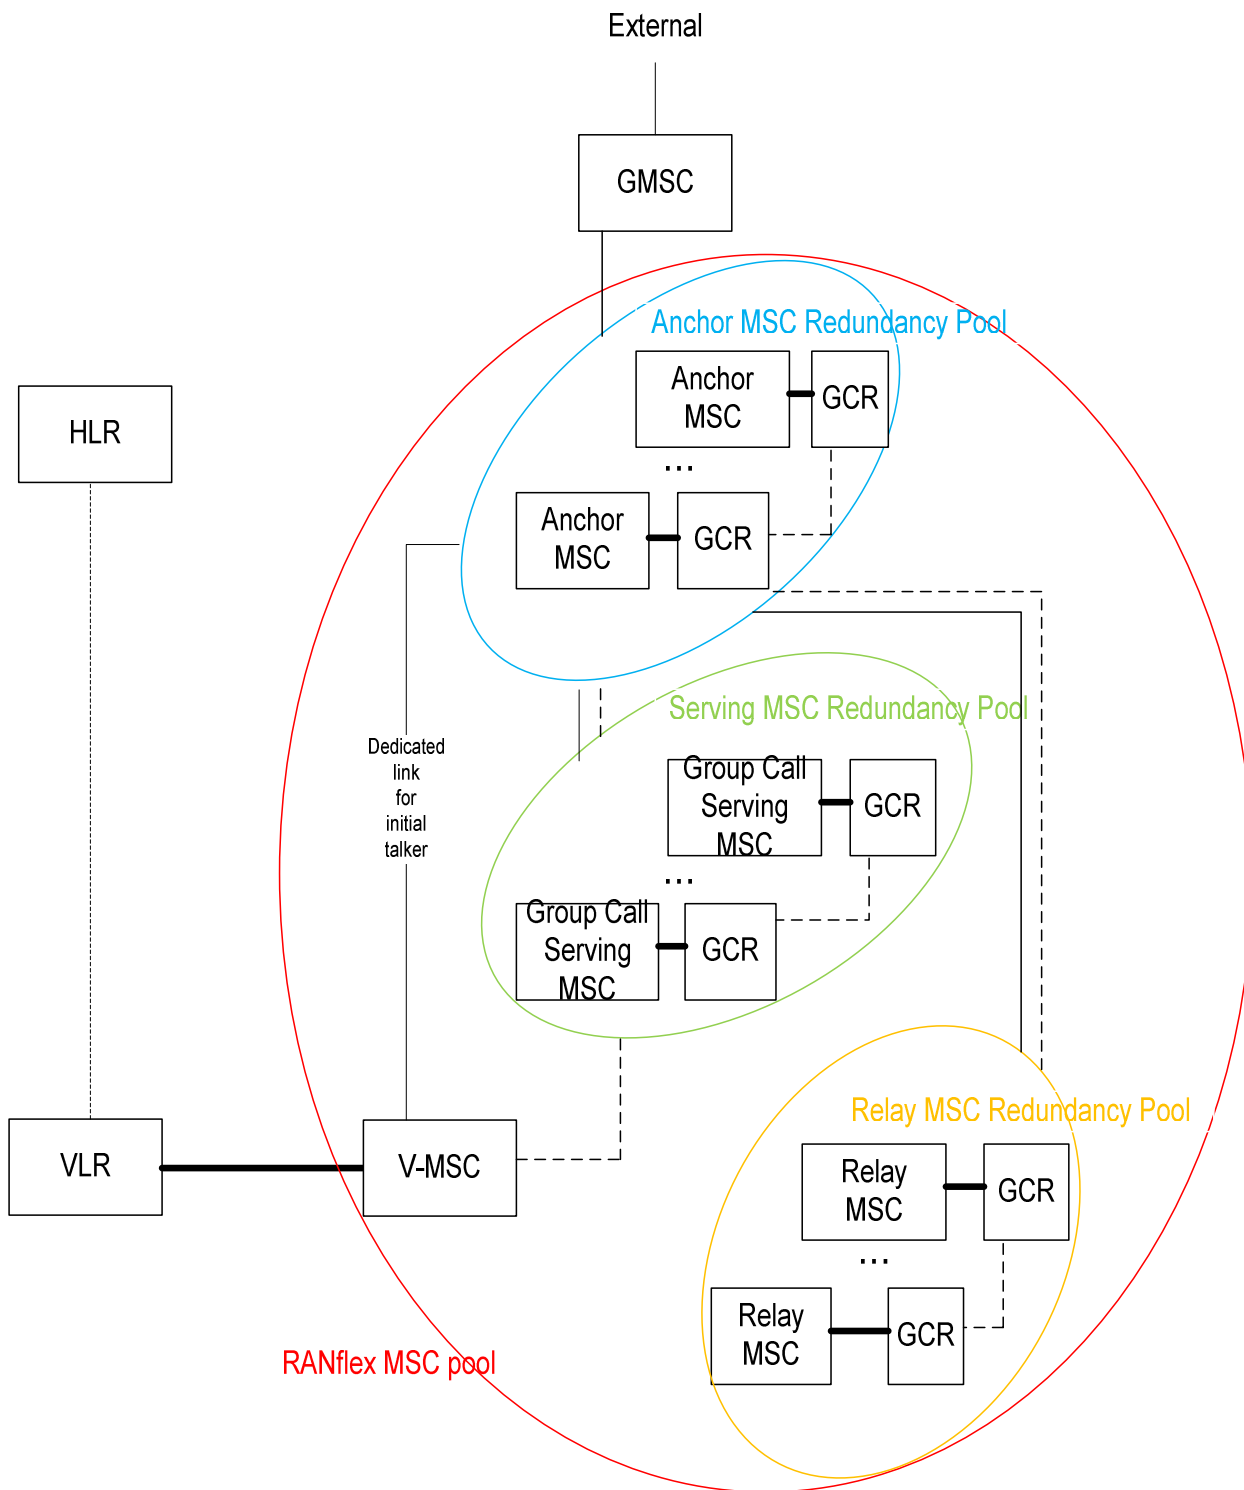 External
GMSC
Anchor MSC Redundancy Pool
Anchor
MSC
GCR
HLR
...
Anchor
MSC
GCR
Serving MSC Redundancy Pool
Dedicated
link
for
initial
talker
Group Call
Serving
MSC
GCR
...
Group Call
Serving
MSC
GCR
Relay MSC Redundancy Pool
VLR
V-MSC
Relay
MSC
GCR
...
Relay
MSC
GCR
RANflex MSC pool